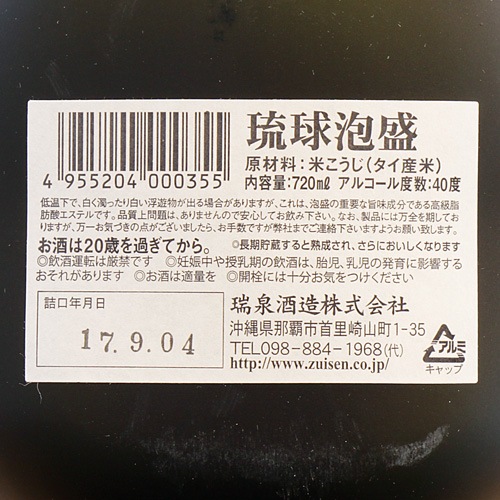 琉球泡盛
原材料：米こうじ(タイ産米)
内容量：720mℓ アルコール度数：40度
4 955204 000355
低温下で、白く濁ったり白い浮遊物が出る場合がありますが、これは、泡盛の重要な旨味成分である高級脂
肪酸エステルです。品質上問題は、ありませんので安心してお飲み下さい。なお、製品には万全を期しており
ますが、万一お気づきの点がございましたら、お手数ですが弊社までご連絡下さいますようお願い致します。
お酒は20歳を過ぎてから。 ◎長期貯蔵すると熟成され、さらにおいしくなります
◎飲酒運転は厳禁です ◎妊娠中や授乳期の飲酒は、胎児、乳児の発育に影響する
おそれがあります ◎お酒は適量を ◎開栓には十分お気をつけください
詰口年月日
17.9.04
瑞泉酒造株式会社
沖縄県那覇市首里崎山町1-35
TEL098-884-1968(代)
http://www.zuisen.co.jp/
アルミ
キャップ